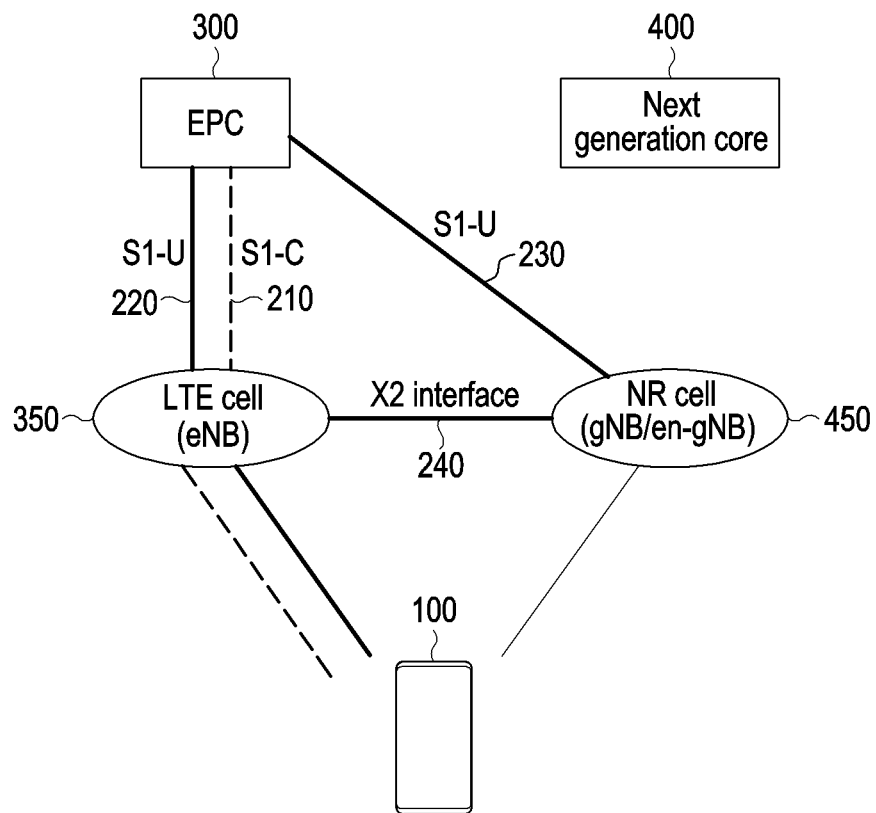 300
400
EPC
Next
generation core
S1-U
S1-C
S1-U
230
220
210
350
LTE cell
(eNB)
X2 interface
240
NR cell
(gNB/en-gNB)
450
100